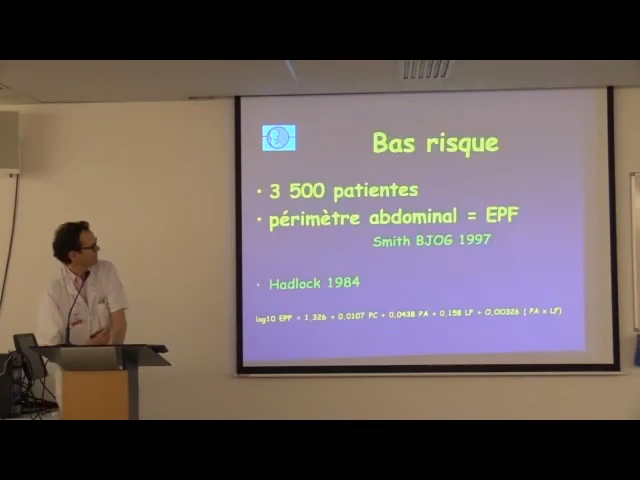 Bas risque
• 3 500 patientes
• périmètre abdominal = EPF
Smith BJOG 1997
• Hadlock 1984
log10 EPF = 1,326 + 0,0107 PC + 0,0438 PA + 0,158 LF + 0,00326 ( PA x LF)